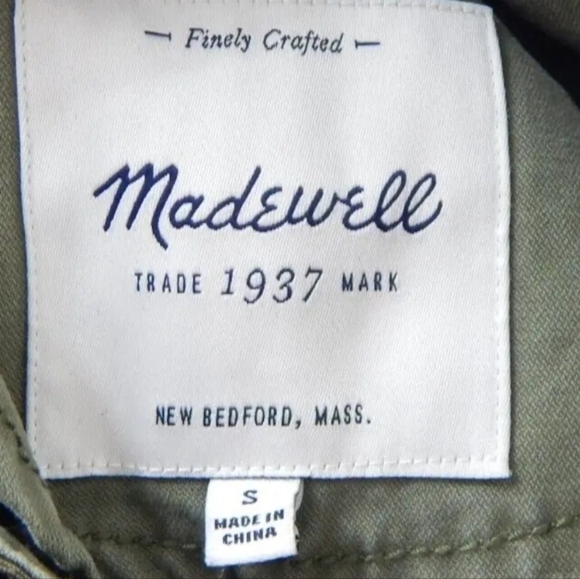 Finely Crafted
Madewell
TRADE 1937 MARK
NEW BEDFORD, MASS.
S
MADE IN
CHINA